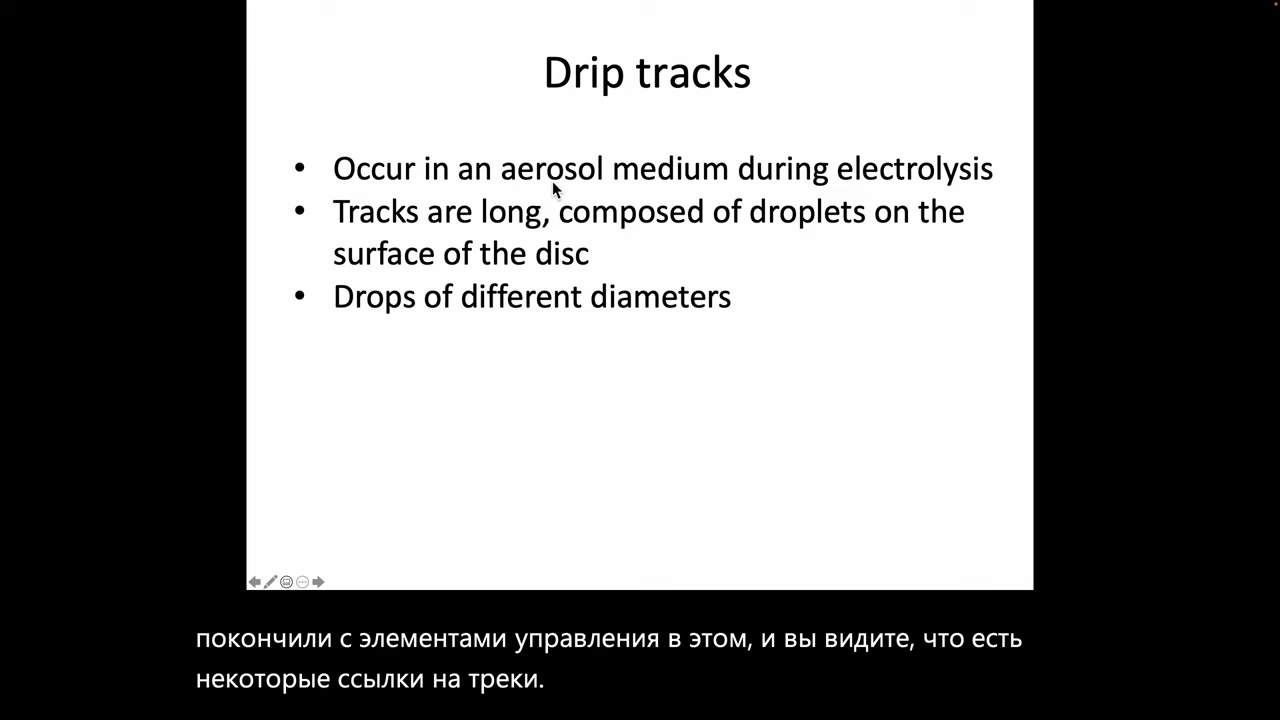 Drip tracks
• Occur in an aerosol medium during electrolysis
• Tracks are long, composed of droplets on the
surface of the disc
• Drops of different diameters
покончили с элементами управления в этом, и вы видите, что есть
некоторые ссылки на треки.